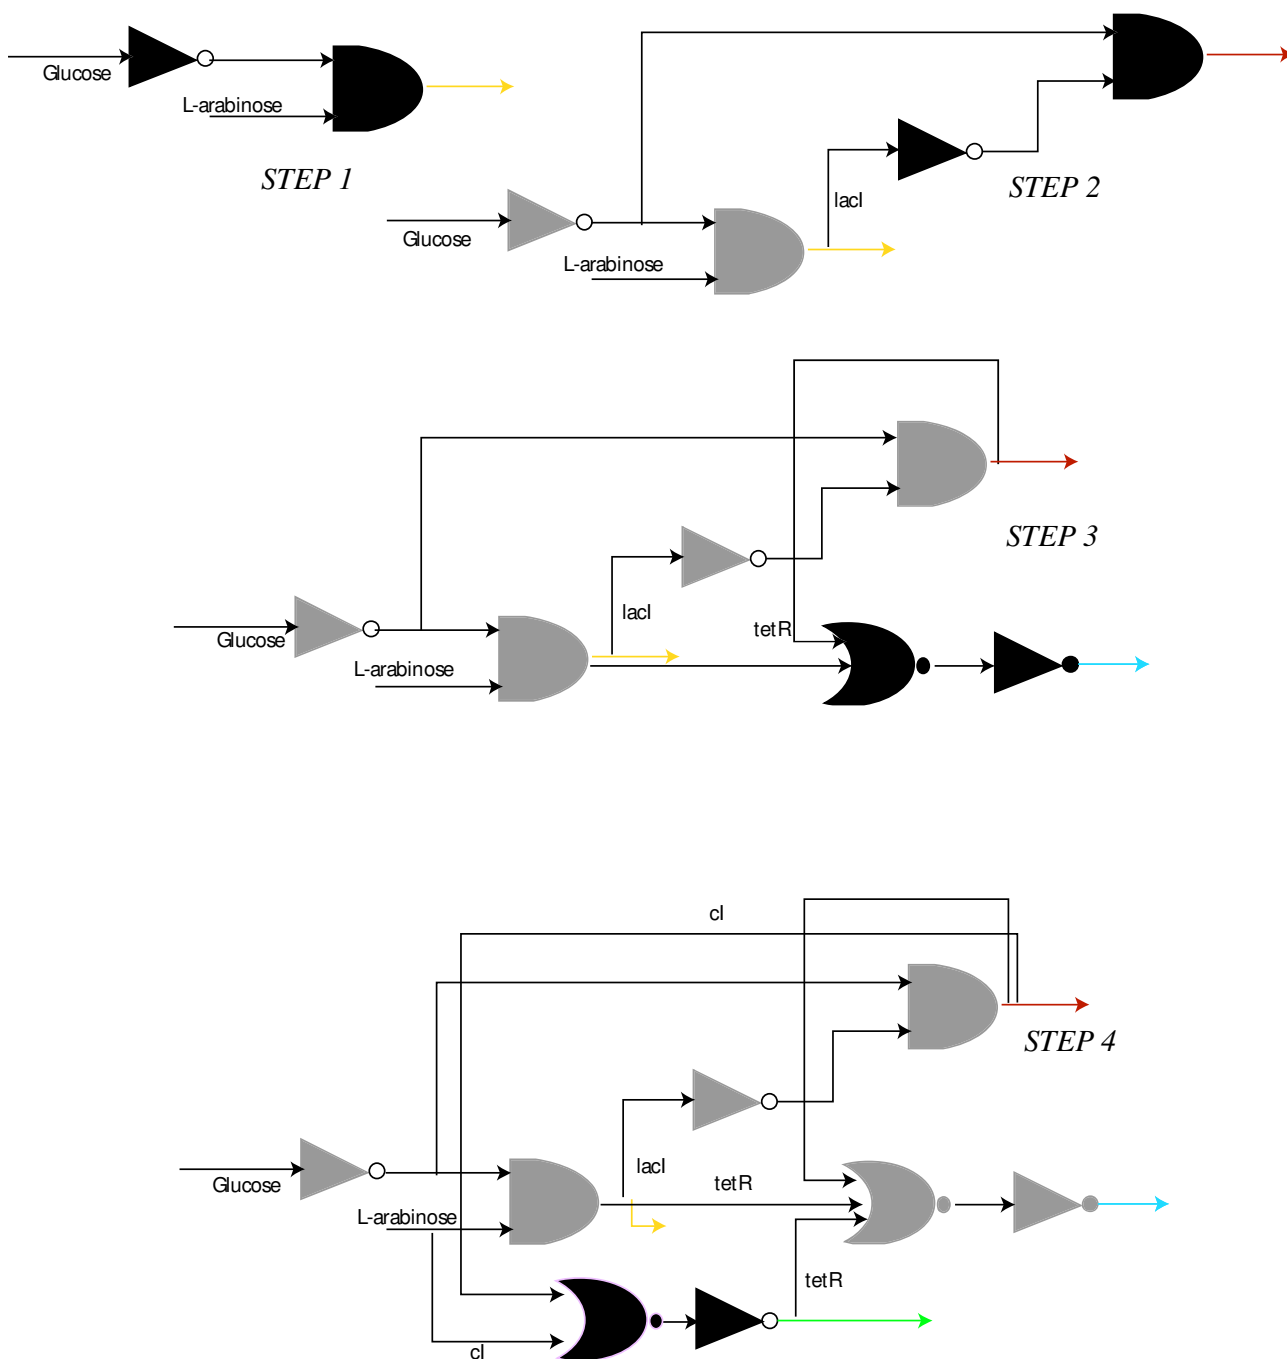 Glucose
L-arabinose
STEP 1
STEP 2
lacI
Glucose
L-arabinose
STEP 3
lacI
tetR
Glucose
L-arabinose
cI
STEP 4
lacI
tetR
Glucose
L-arabinose
tetR
cI